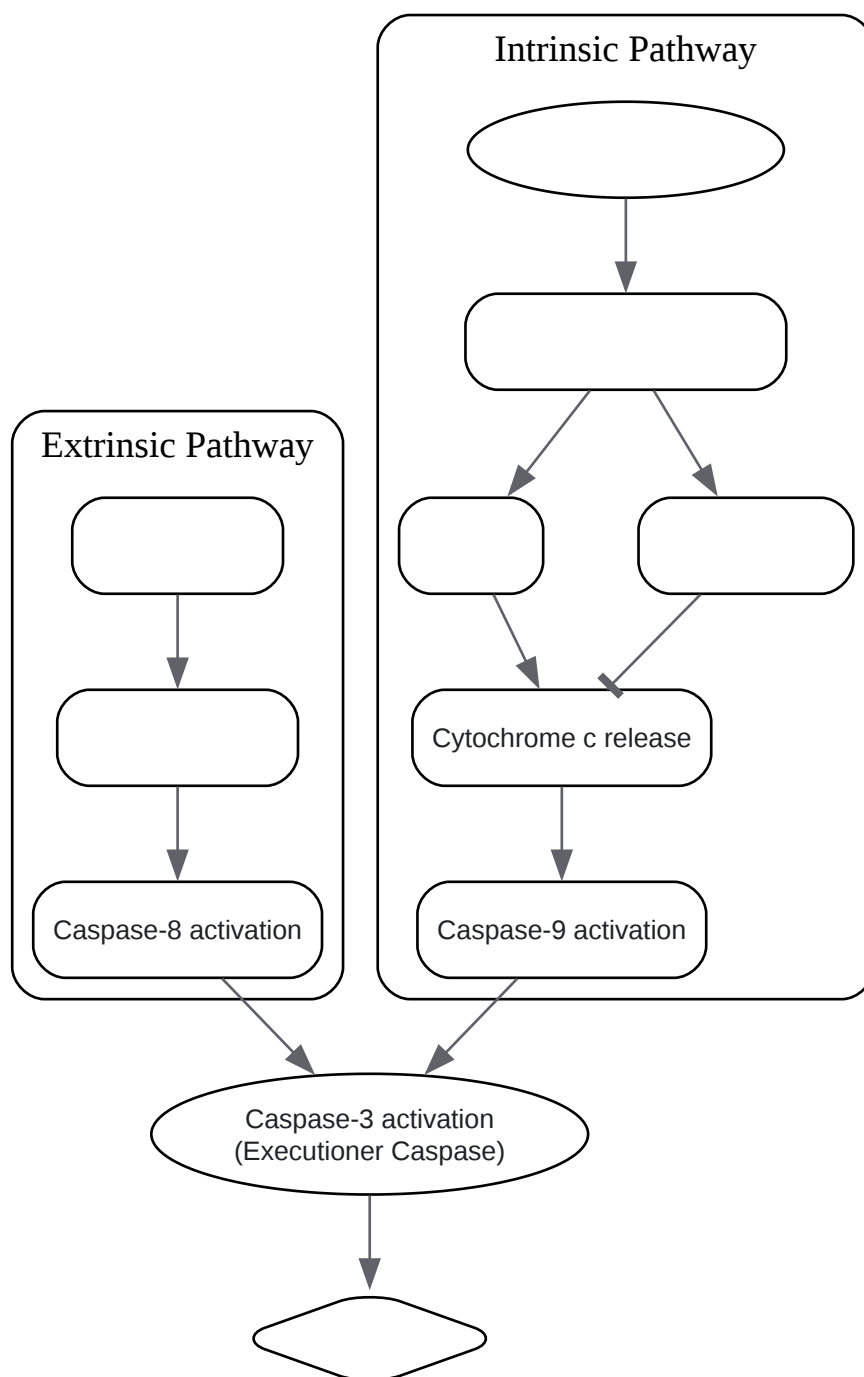 Intrinsic Pathway
Extrinsic Pathway
Cytochrome c release
Caspase-8 activation
Caspase-9 activation
Caspase-3 activation
(Executioner Caspase)